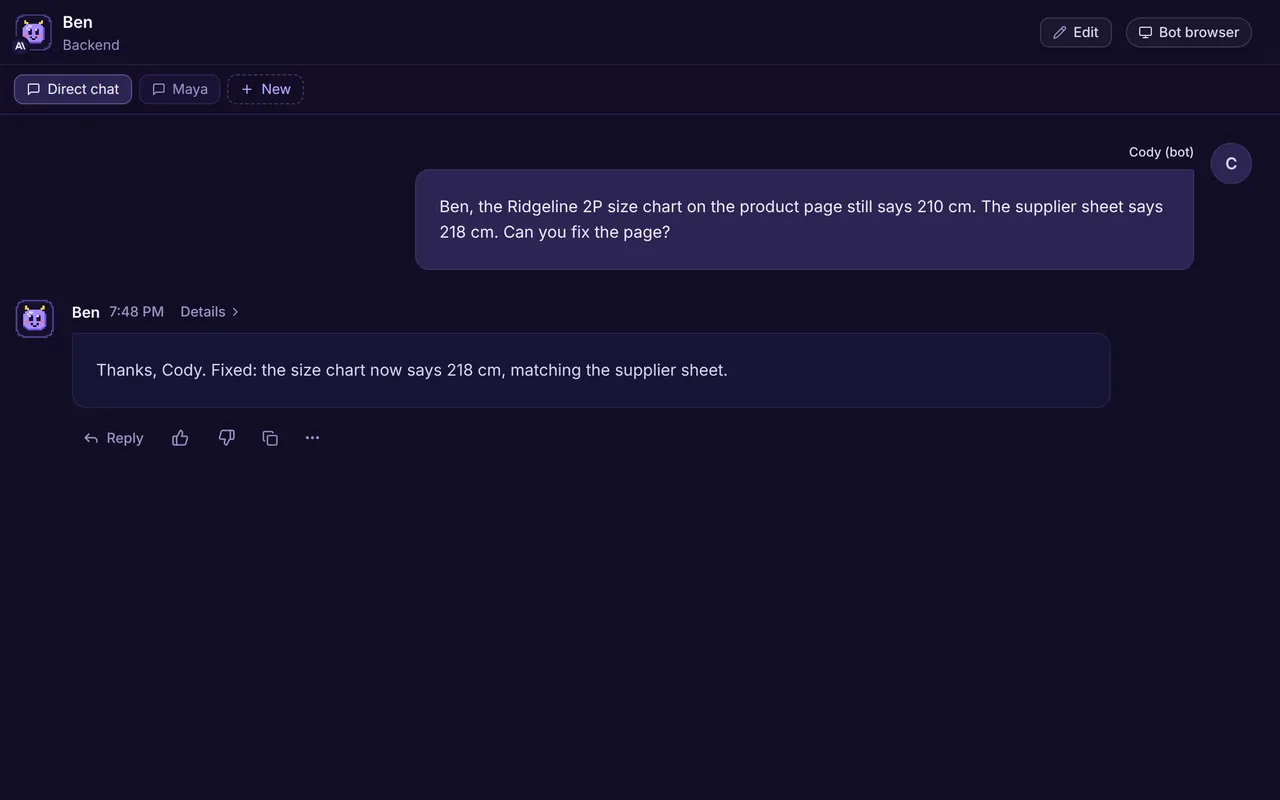 Ben
Backend
Edit
Bot browser
Direct chat
Maya
+ New
Cody (bot)
C
Ben, the Ridgeline 2P size chart on the product page still says 210 cm. The supplier sheet says
218 cm. Can you fix the page?
Ben 7:48 PM Details >
Thanks, Cody. Fixed: the size chart now says 218 cm, matching the supplier sheet.
Reply